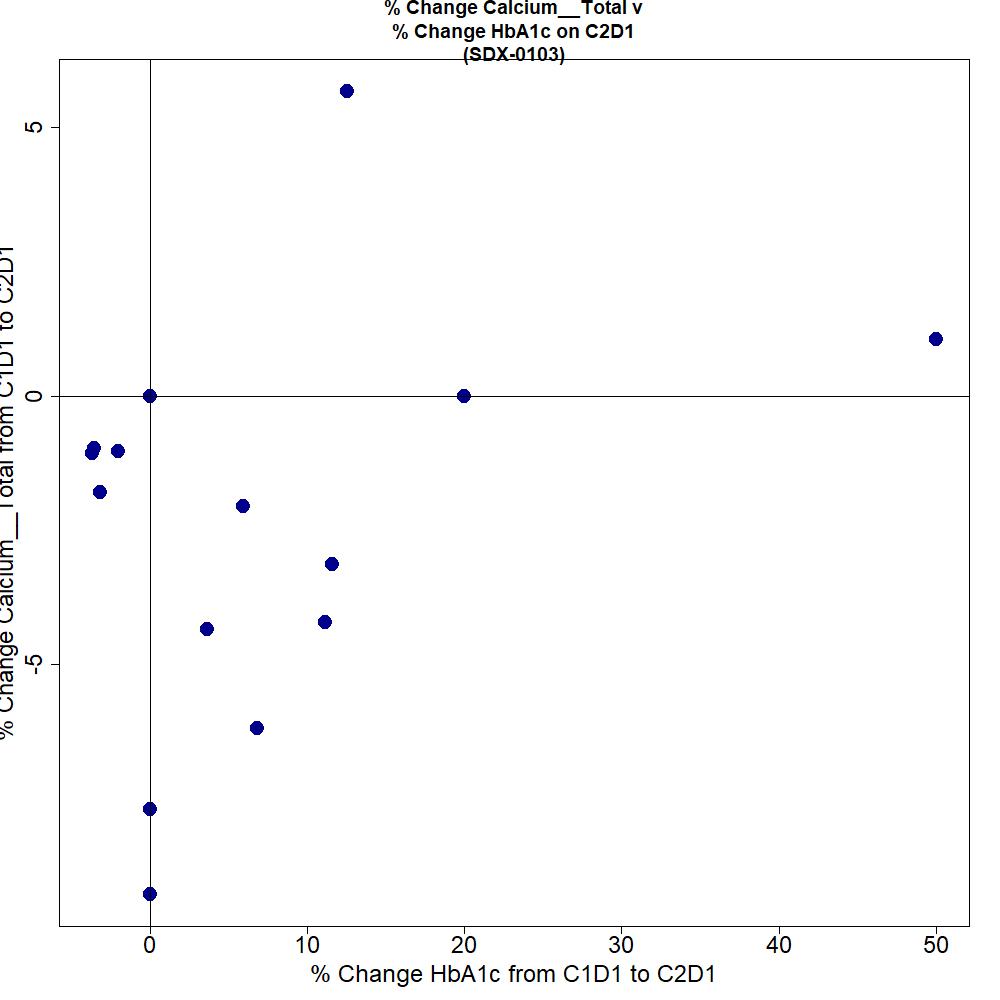 % Change Calcium__Total v
% Change HbA1c on C2D1
(SDX-0103)
% Change Calcium__Total from C1D1 to C2D1
5
0
-5
0 10 20 30 40 50
% Change HbA1c from C1D1 to C2D1